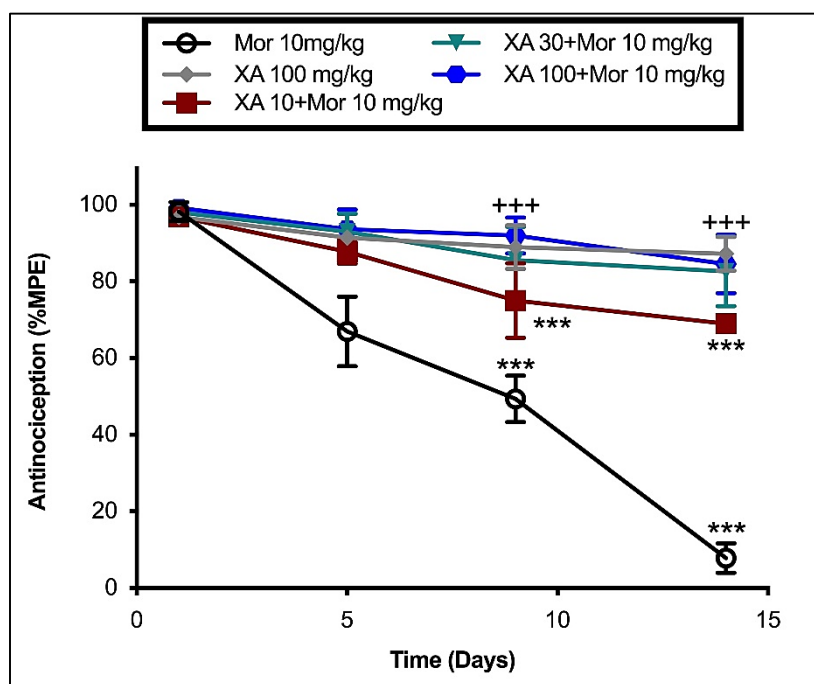 Mor 10mg/kg XA 30+Mor 10 mg/kg
XA 100 mg/kg XA 100+Mor 10 mg/kg
XA 10+Mor 10 mg/kg
100
+++
+++
80
***
***
60
***
40
20
***
0
0 5 10 15
Antinociception (%MPE)
Time (Days)